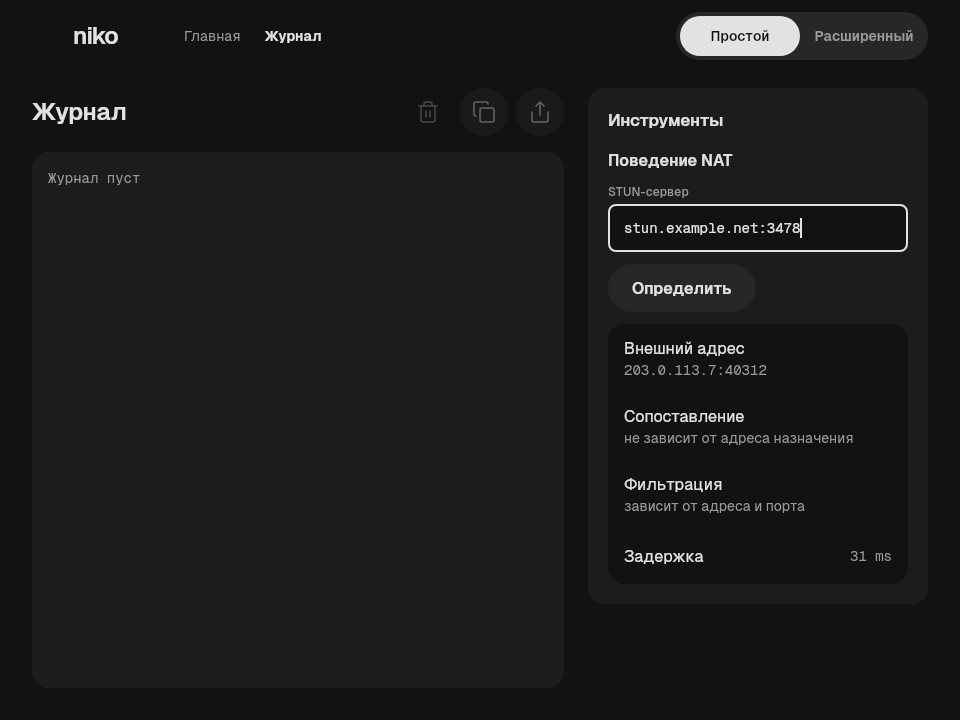 niko
Главная
Журнал
Простой
Расширенный
Журнал
Журнал пуст
Инструменты
Поведение NAT
STUN-сервер
stun.example.net:3478
Определить
Внешний адрес
203.0.113.7:40312
Сопоставление
не зависит от адреса назначения
Фильтрация
зависит от адреса и порта
Задержка
31 ms